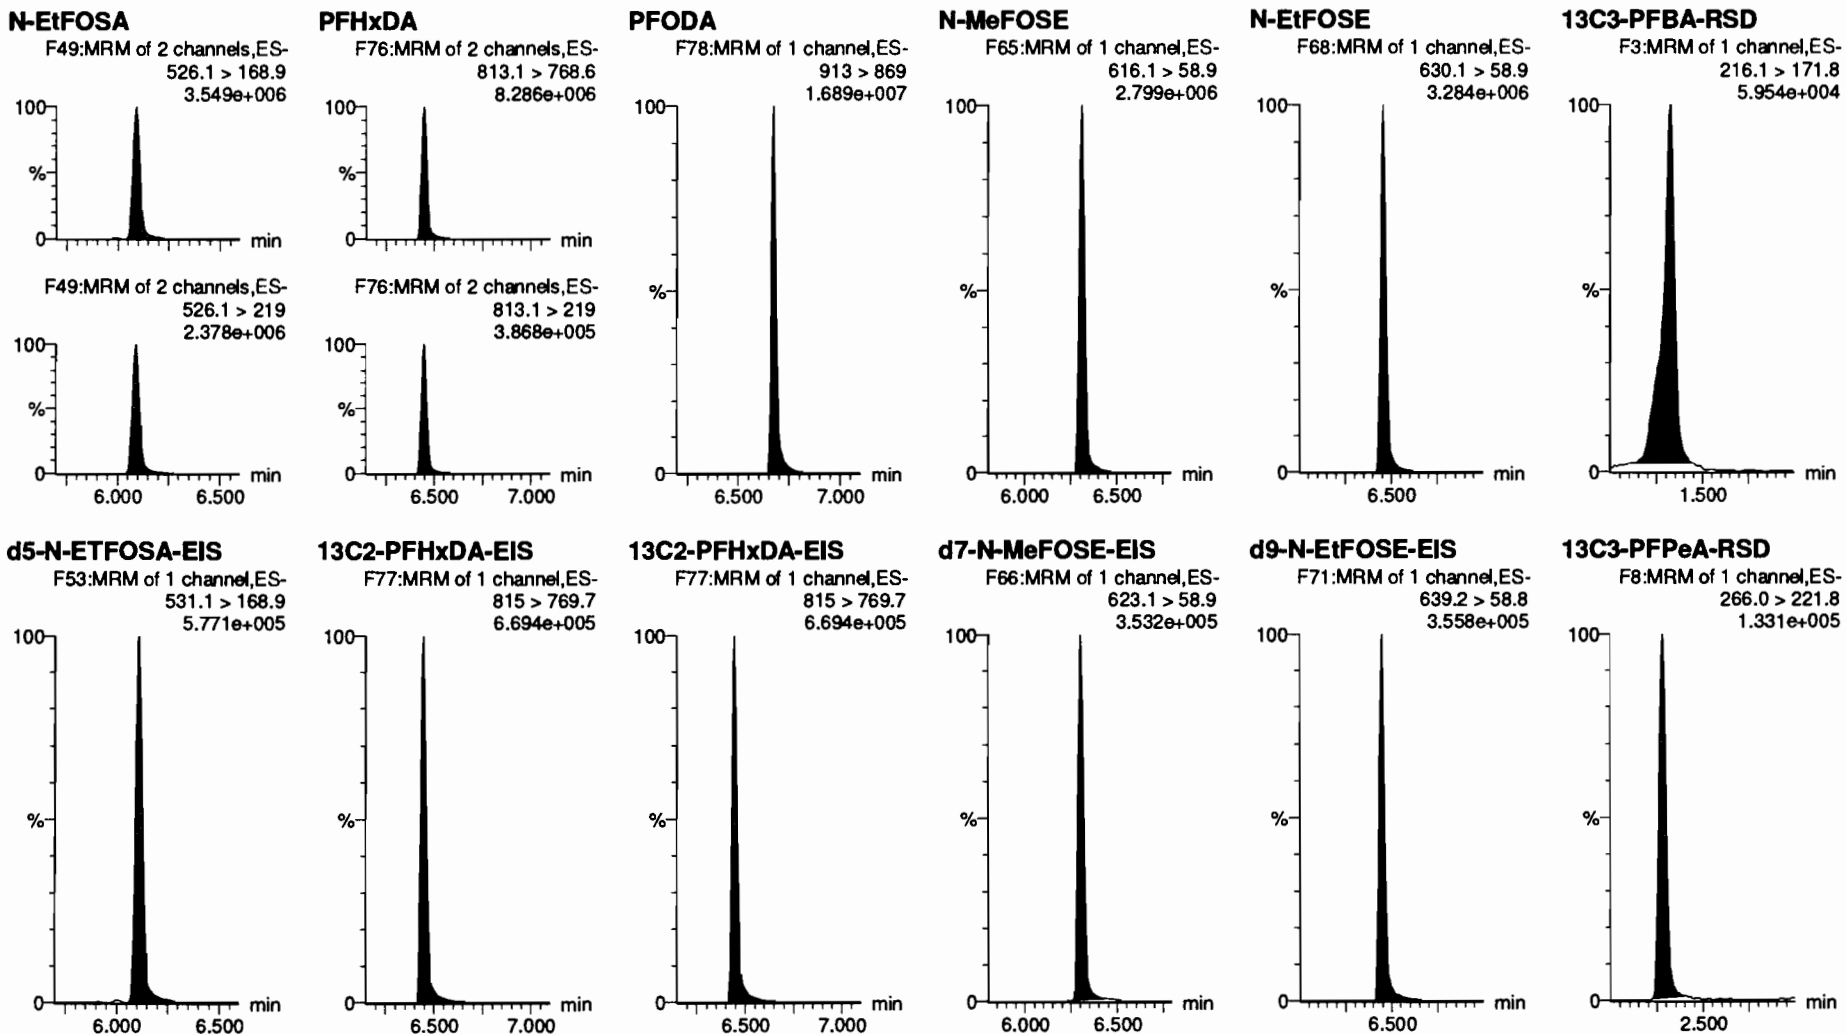 N-EtFOSA
F49:MRM of 2 channels,ES-
526.1 > 168.9
3.549e+006
100
%
0
min
F49:MRM of 2 channels,ES-
526.1 > 219
2.378e+006
100
%
0
min
6.000 6.500
PFHxDA
F76:MRM of 2 channels,ES-
813.1 > 768.6
8.286e+006
100
%
0
min
F76:MRM of 2 channels,ES-
813.1 > 219
3.868e+005
100
%
0
min
6.500 7.000
PFODA
F78:MRM of 1 channel,ES-
913 > 869
1.689e+007
100
%
0
min
6.500 7.000
N-MeFOSE
F65:MRM of 1 channel,ES-
616.1 > 58.9
2.799e+006
100
%
0
min
6.000 6.500
N-EtFOSE
F68:MRM of 1 channel,ES-
630.1 > 58.9
3.284e+006
100
%
0
min
6.500
13C3-PFBA-RSD
F3:MRM of 1 channel,ES-
216.1 > 171.8
5.954e+004
100
%
0
min
1.500
d5-N-ETFOSA-EIS
F53:MRM of 1 channel,ES-
531.1 > 168.9
5.771e+005
100
%
0
min
6.000 6.500
13C2-PFHxDA-EIS
F77:MRM of 1 channel,ES-
815 > 769.7
6.694e+005
100
%
0
min
6.500 7.000
13C2-PFHxDA-EIS
F77:MRM of 1 channel,ES-
815 > 769.7
6.694e+005
100
%
0
min
6.500 7.000
d7-N-MeFOSE-EIS
F66:MRM of 1 channel,ES-
623.1 > 58.9
3.532e+005
100
%
0
min
6.000 6.500
d9-N-EtFOSE-EIS
F71:MRM of 1 channel,ES-
639.2 > 58.8
3.558e+005
100
%
0
min
6.500
13C3-PFPeA-RSD
F8:MRM of 1 channel,ES-
266.0 > 221.8
1.331e+005
100
%
0
min
2.500